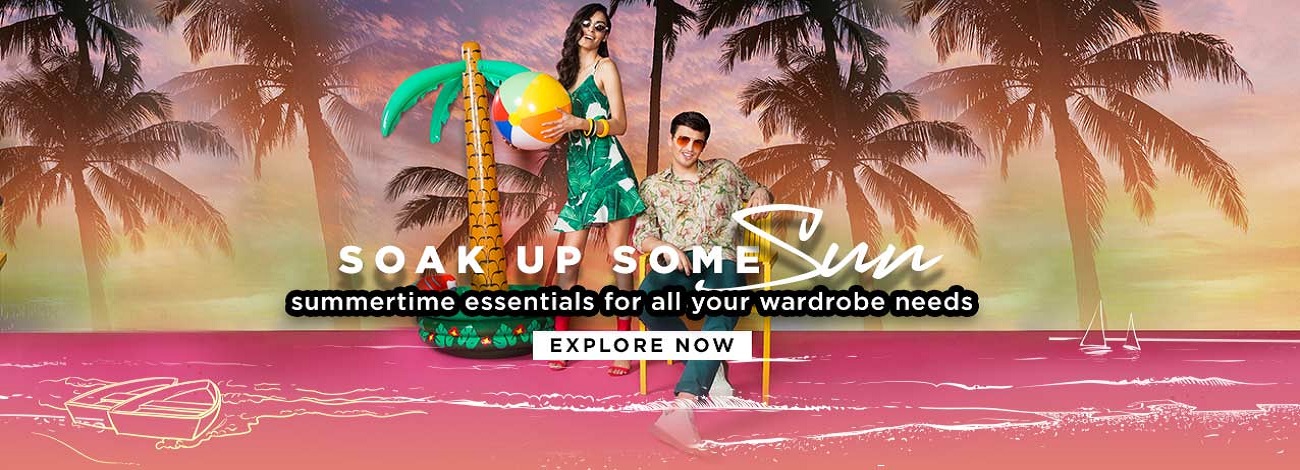 SOAK UP SOME Sun
summertime essentials for all your wardrobe needs
EXPLORE NOW